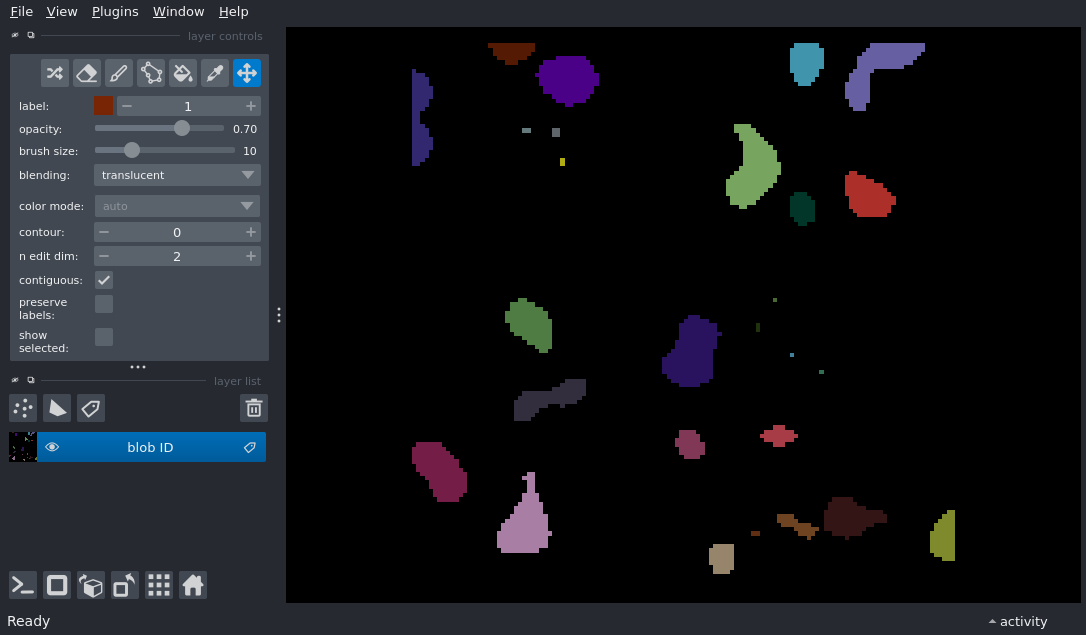 File View Plugins Window Help
layer controls
label: 1
opacity: 0.70
brush size: 10
blending: translucent
color mode: auto
contour: 0
n edit dim: 2
contiguous:
preserve
labels:
show
selected:
layer list
blob ID
Ready
activity